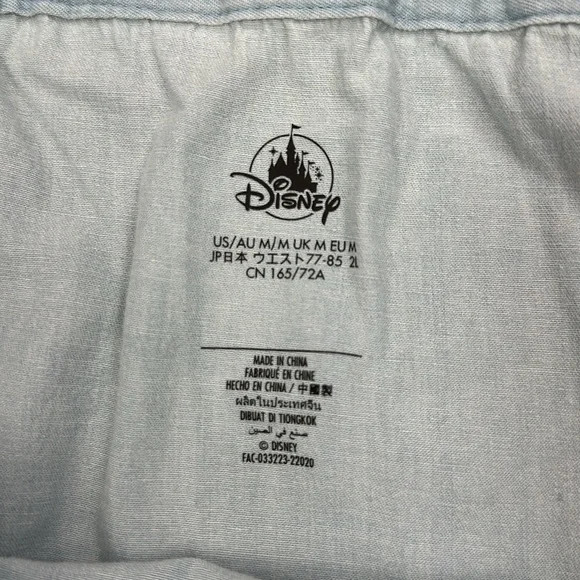 Disney
US/AU M/M UK M EU M
JP日本 ウエスト77-85 2L
CN 165/72A
MADE IN CHINA
FABRIQUÉ EN CHINE
HECHO EN CHINA / 中國製
ผลิตในประเทศจีน
DIBUAT DI TIONGKOK
صنع في الصين
© DISNEY
FAC-033223-22020